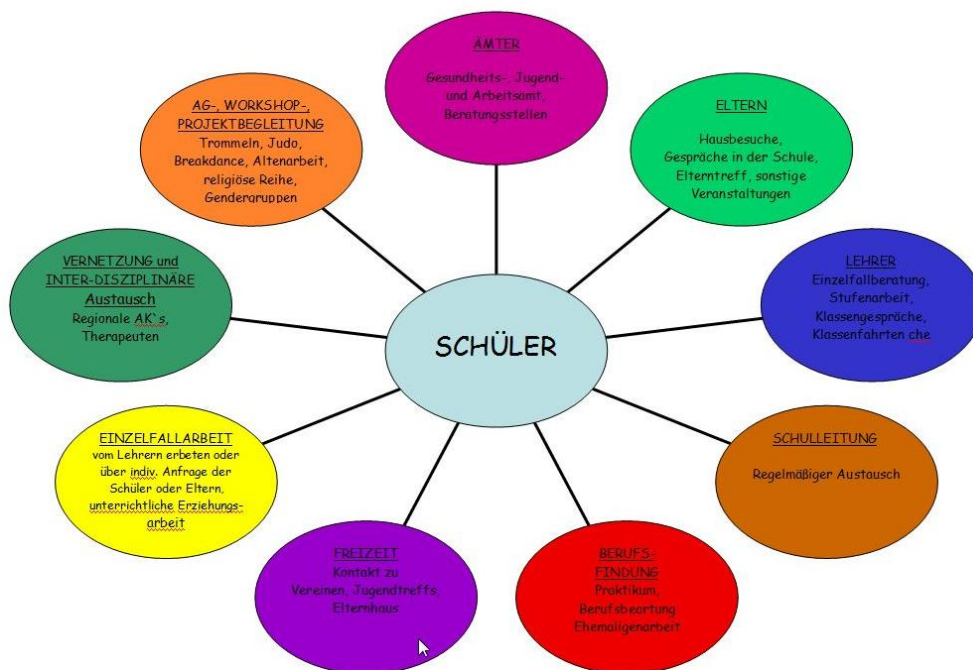 ÄMTER
Gesundheits-, Jugend-
und Arbeitsamt,
Beratungsstellen
AG-, WORKSHOP-,
PROJEKTBEGLEITUNG
Trommeln, Judo,
Breakdance, Altenarbeit,
religiöse Reihe,
Gendergruppen
ELTERN
Hausbesuche,
Gespräche in der Schule,
Elterntreff, sonstige
Veranstaltungen
VERNETZUNG und
INTER-DISZIPLINÄRE
Austausch
Regionale AK`s,
Therapeuten
LEHRER
Einzelfallberatung,
Stufenarbeit,
Klassengespräche,
Klassenfahrten che
SCHÜLER
EINZELFALLARBEIT
vom Lehrern erbeten oder
über indiv. Anfrage der
Schüler oder Eltern,
unterrichtliche Erziehungs-
arbeit
SCHULLEITUNG
Regelmäßiger Austausch
FREIZEIT
Kontakt zu
Vereinen, Jugendtreffs,
Elternhaus
BERUFS-
FINDUNG
Praktikum,
Berufsbeartung
Ehemaligenarbeit